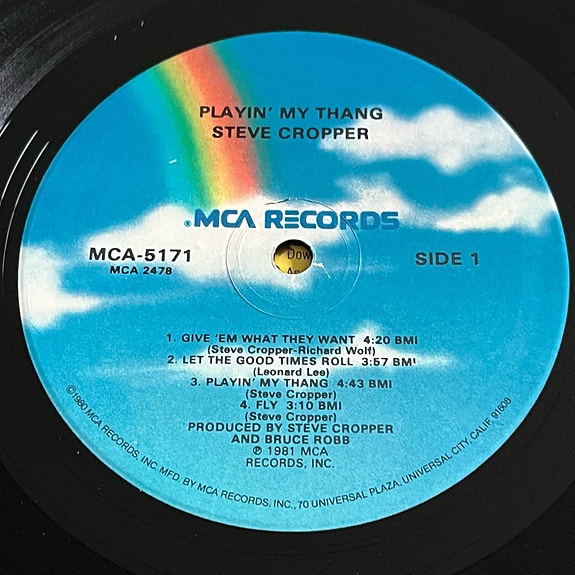 PLAYIN' MY THANG
STEVE CROPPER
®MCA RECORDS
MCA-5171
MCA 2478
SIDE 1
Dow
An
1. GIVE 'EM WHAT THEY WANT 4:20 BMI
(Steve Cropper-Richard Wolf)
2. LET THE GOOD TIMES ROLL 3:57 BMI
(Leonard Lee)
3. PLAYIN' MY THANG 4:43 BMI
(Steve Cropper)
4. FLY 3:10 BMI
(Steve Cropper)
PRODUCED BY STEVE CROPPER
AND BRUCE ROBB
℗ 1981 MCA
RECORDS, INC.
©1980 MCA RECORDS, INC. MFD. BY MCA RECORDS, INC., 70 UNIVERSAL PLAZA, UNIVERSAL CITY, CALIF. 91608